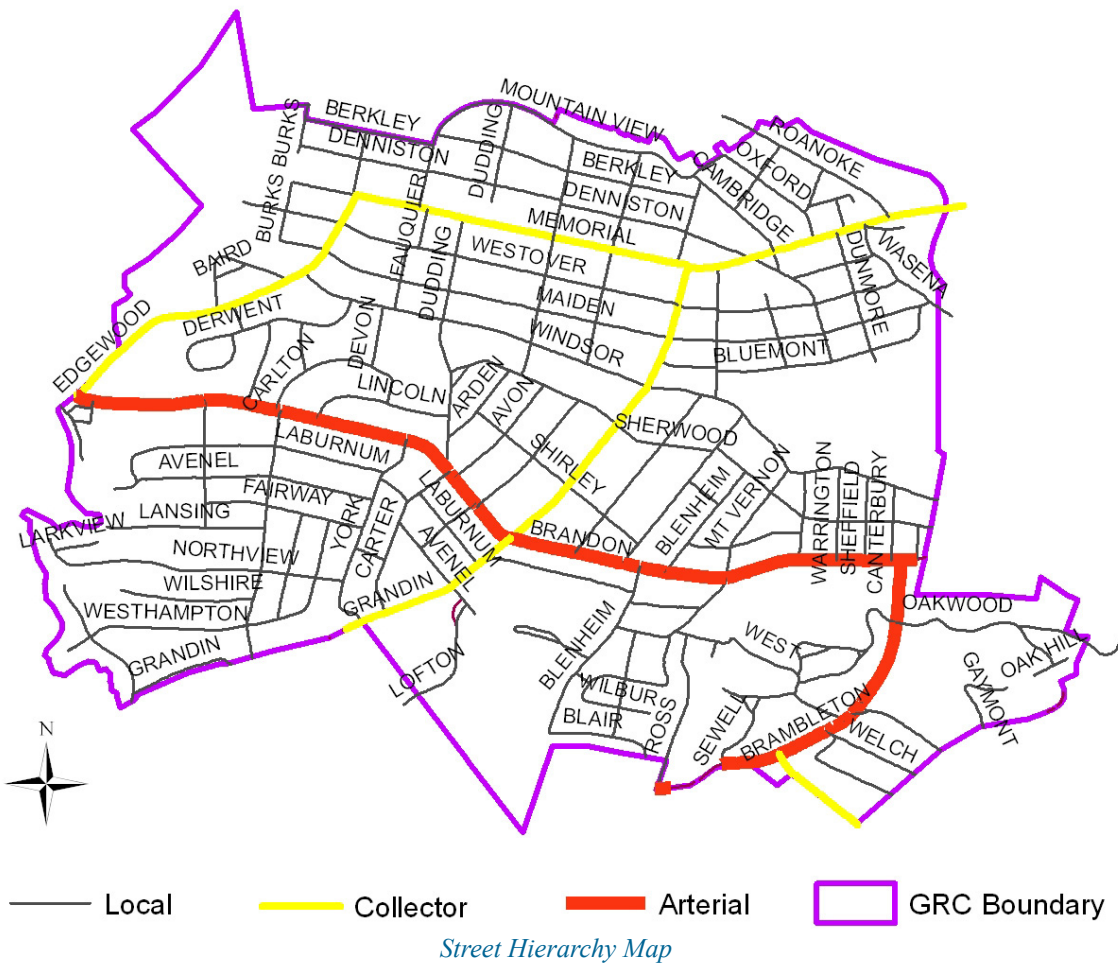 MOUNTAIN VIEW
BERKLEY
ROANOKE
BURKS
BURKS
DENNISTON
DUDDING
BERKLEY
OXFORD
CAMBRIDGE
DENNISTON
FAUQUIER
MEMORIAL
BURKS
BAIRD
DUDDING
WESTOVER
DUNMORE
WASENA
MAIDEN
EDGEWOOD
DERWENT
DEVON
WINDSOR
BLUEMONT
CARLTON
LINCOLN
ARDEN
AVON
SHERWOOD
LABURNUM
SHIRLEY
AVENEL
FAIRWAY
LABURNUM
BLENHEIM
MT VERNON
WARRINGTON
SHEFFIELD
CANTERBURY
LARKVIEW
LANSING
YORK
CARTER
AVENEL
BRANDON
NORTHVIEW
WILSHIRE
GRANDIN
WESTHAMPTON
OAKWOOD
GRANDIN
BLENHEIM
WEST
OAK HILL
LOFTON
WILBUR
GAYMONT
BLAIR
ROSS
SEWELL
BRAMBLETON
WELCH
N
Local
Collector
Arterial
GRC Boundary
Street Hierarchy Map